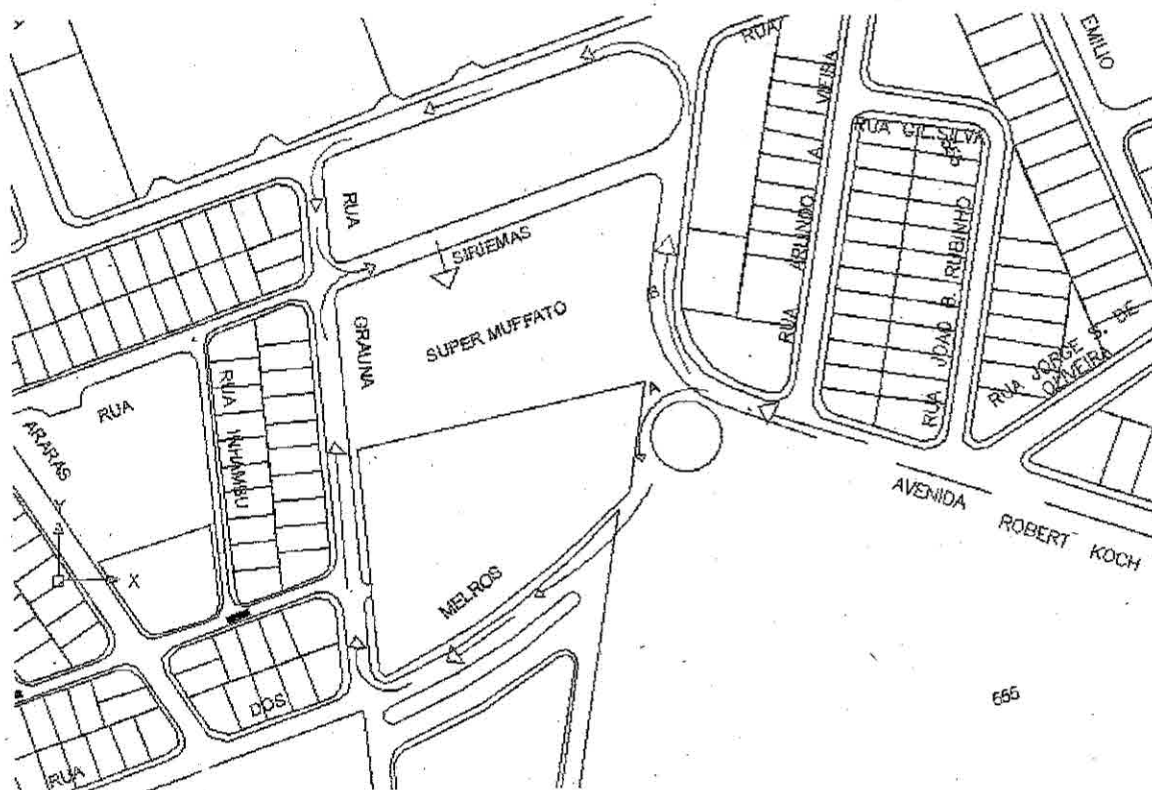 EMILIO
RUA
VIEIRA
RUA GIL SILVA
RUA
SIRIEMAS
ARLINDO
RUA JOAO B. RUBINHO
SUPER MUFFATO
GRAUNA
RUA
RUA JORGE S. DE
OLIVEIRA
RUA
RUA INHAMBU
A
ARARAS
AVENIDA ROBERT KOCH
Y
X
MELROS
DOS
RUA